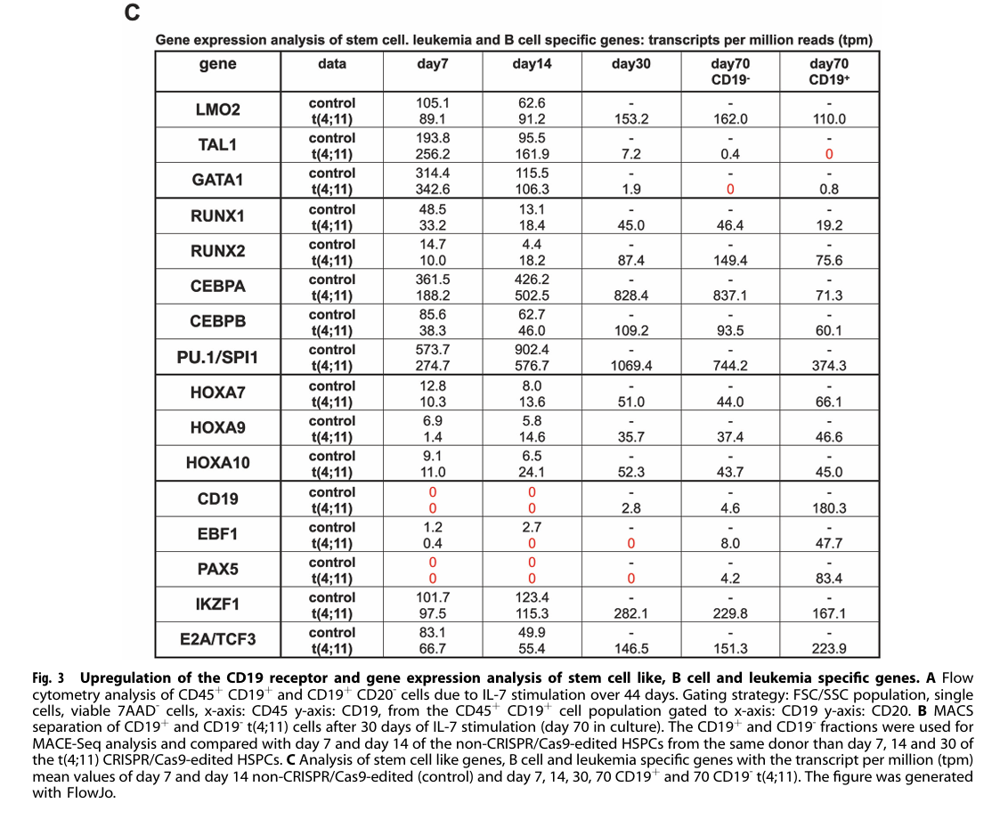 C
Gene expression analysis of stem cell. leukemia and B cell specific genes: transcripts per million reads (tpm)
gene data day7 day14 day30 day70 day70
CD19- CD19+
LMO2 control 105.1 62.6 - - -
t(4;11) 89.1 91.2 153.2 162.0 110.0
TAL1 control 193.8 95.5 - - -
t(4;11) 256.2 161.9 7.2 0.4 0
GATA1 control 314.4 115.5 - - -
t(4;11) 342.6 106.3 1.9 0 0.8
RUNX1 control 48.5 13.1 - - -
t(4;11) 33.2 18.4 45.0 46.4 19.2
RUNX2 control 14.7 4.4 - - -
t(4;11) 10.0 18.2 87.4 149.4 75.6
CEBPA control 361.5 426.2 - - -
t(4;11) 188.2 502.5 828.4 837.1 71.3
CEBPB control 85.6 62.7 - - -
t(4;11) 38.3 46.0 109.2 93.5 60.1
PU.1/SPI1 control 573.7 902.4 - - -
t(4;11) 274.7 576.7 1069.4 744.2 374.3
HOXA7 control 12.8 8.0 - - -
t(4;11) 10.3 13.6 51.0 44.0 66.1
HOXA9 control 6.9 5.8 - - -
t(4;11) 1.4 14.6 35.7 37.4 46.6
HOXA10 control 9.1 6.5 - - -
t(4;11) 11.0 24.1 52.3 43.7 45.0
CD19 control 0 0 - - -
t(4;11) 0 0 2.8 4.6 180.3
EBF1 control 1.2 2.7 - - -
t(4;11) 0.4 0 0 8.0 47.7
PAX5 control 0 0 - - -
t(4;11) 0 0 0 4.2 83.4
IKZF1 control 101.7 123.4 - - -
t(4;11) 97.5 115.3 282.1 229.8 167.1
E2A/TCF3 control 83.1 49.9 - - -
t(4;11) 66.7 55.4 146.5 151.3 223.9
Fig. 3 Upregulation of the CD19 receptor and gene expression analysis of stem cell like, B cell and leukemia specific genes. A Flow
cytometry analysis of CD45+ CD19+ and CD19+ CD20- cells due to IL-7 stimulation over 44 days. Gating strategy: FSC/SSC population, single
cells, viable 7AAD- cells, x-axis: CD45 y-axis: CD19, from the CD45+ CD19+ cell population gated to x-axis: CD19 y-axis: CD20. B MACS
separation of CD19+ and CD19- t(4;11) cells after 30 days of IL-7 stimulation (day 70 in culture). The CD19+ and CD19- fractions were used for
MACE-Seq analysis and compared with day 7 and day 14 of the non-CRISPR/Cas9-edited HSPCs from the same donor than day 7, 14 and 30 of
the t(4;11) CRISPR/Cas9-edited HSPCs. C Analysis of stem cell like genes, B cell and leukemia specific genes with the transcript per million (tpm)
mean values of day 7 and day 14 non-CRISPR/Cas9-edited (control) and day 7, 14, 30, 70 CD19+ and 70 CD19- t(4;11). The figure was generated
with FlowJo.